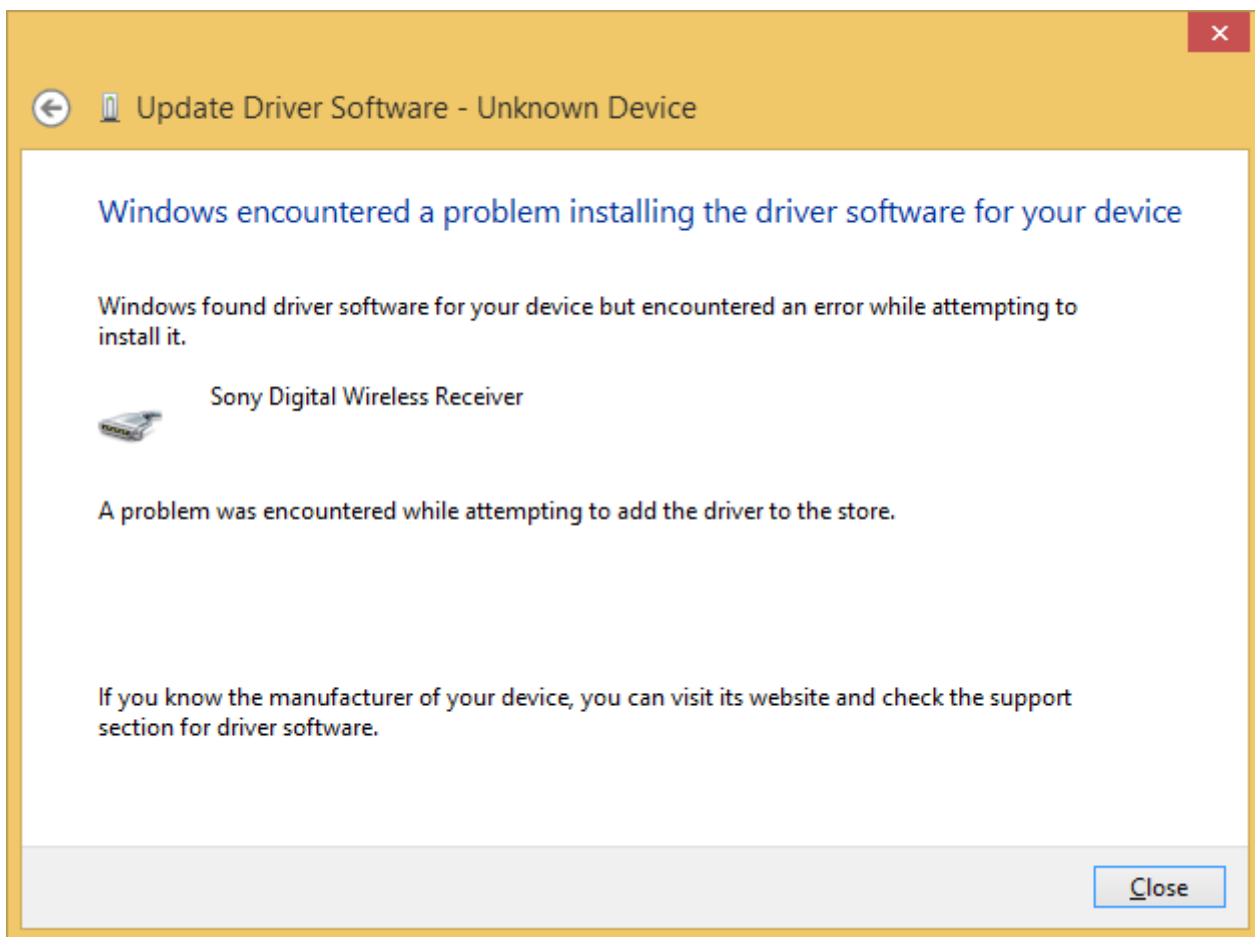 Update Driver Software - Unknown Device
Windows encountered a problem installing the driver software for your device
Windows found driver software for your device but encountered an error while attempting to
install it.
Sony Digital Wireless Receiver
A problem was encountered while attempting to add the driver to the store.
If you know the manufacturer of your device, you can visit its website and check the support
section for driver software.
Close